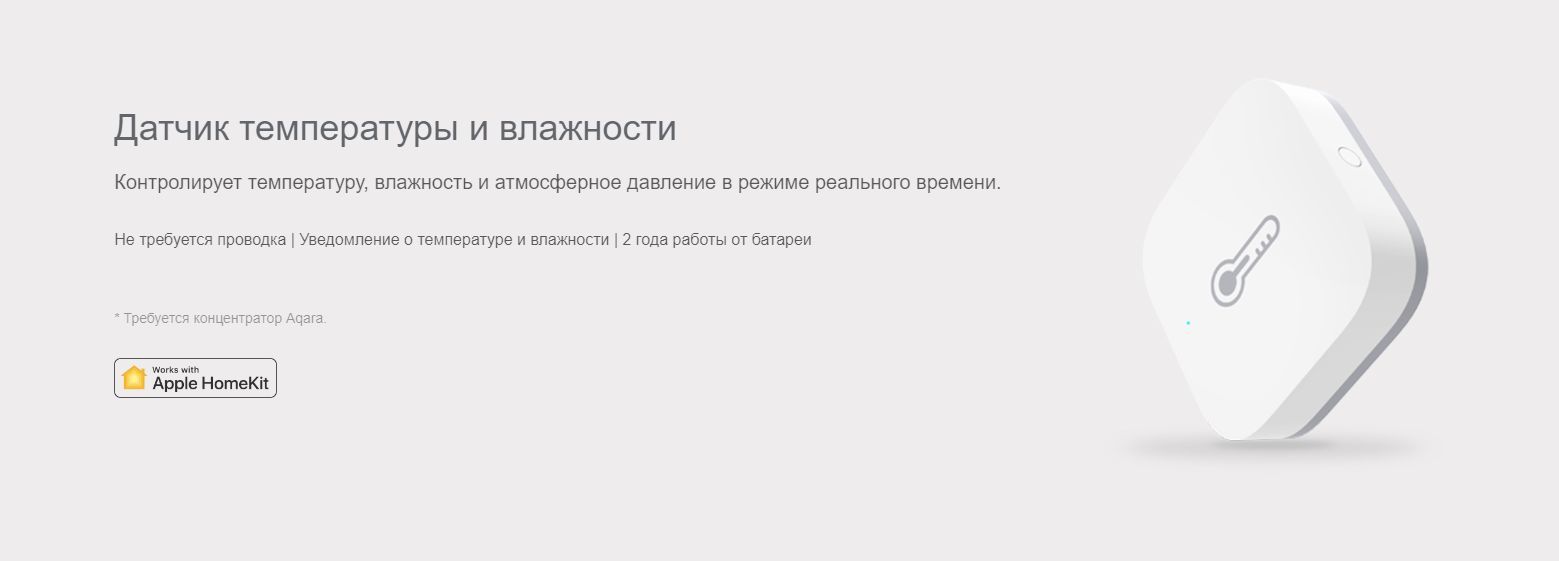 Датчик температуры и влажности
Контролирует температуру, влажность и атмосферное давление в режиме реального времени.
Не требуется проводка | Уведомление о температуре и влажности | 2 года работы от батареи
* Требуется концентратор Aqara.
Works with
Apple HomeKit